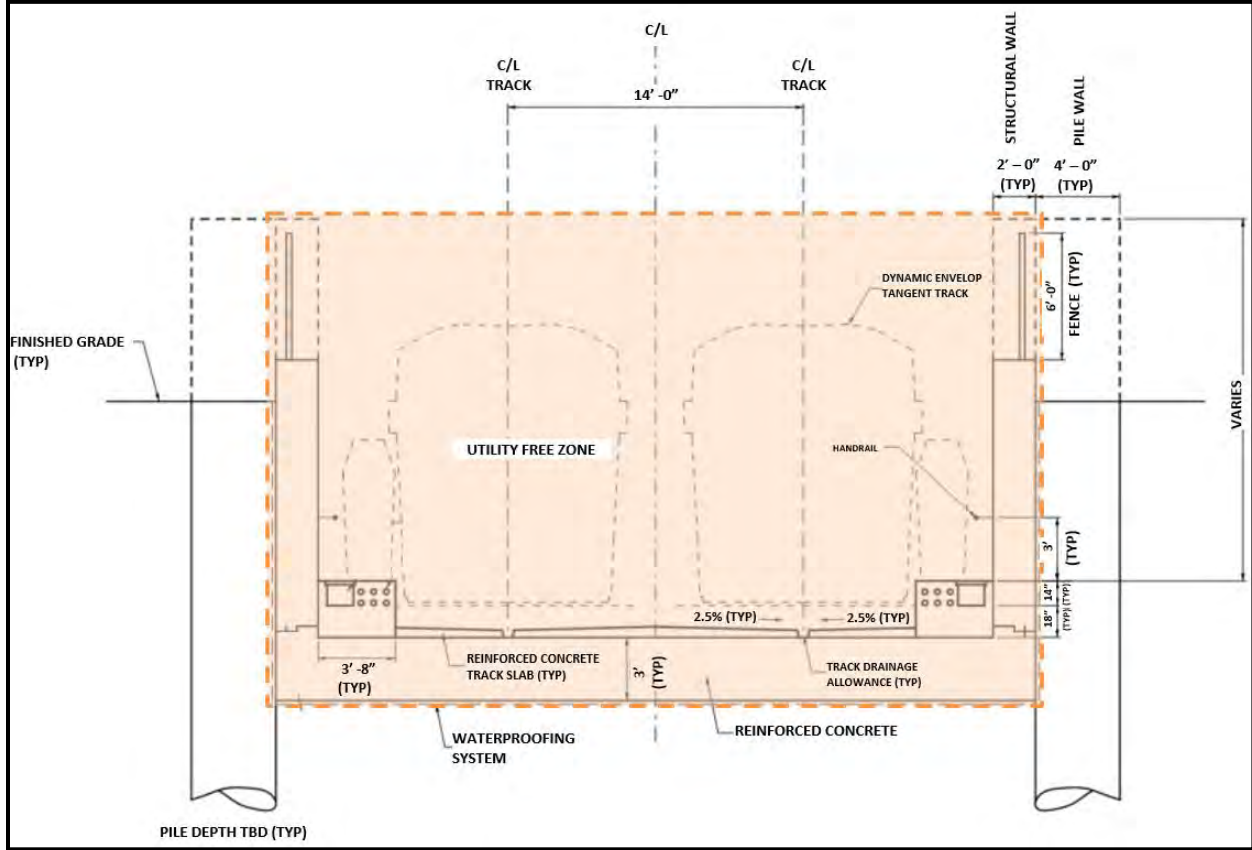 C/L
C/L
TRACK
C/L
TRACK
14' -0"
STRUCTURAL WALL
PILE WALL
2' – 0"
(TYP)
4' – 0"
(TYP)
DYNAMIC ENVELOP
TANGENT TRACK
6' -0"
FENCE (TYP)
FINISHED GRADE
(TYP)
VARIES
UTILITY FREE ZONE
HANDRAIL
3'
(TYP)
14"
(TYP)
18"
(TYP)
2.5% (TYP)
2.5% (TYP)
3' -8"
(TYP)
REINFORCED CONCRETE
TRACK SLAB (TYP)
3'
(TYP)
TRACK DRAINAGE
ALLOWANCE (TYP)
WATERPROOFING
SYSTEM
REINFORCED CONCRETE
PILE DEPTH TBD (TYP)